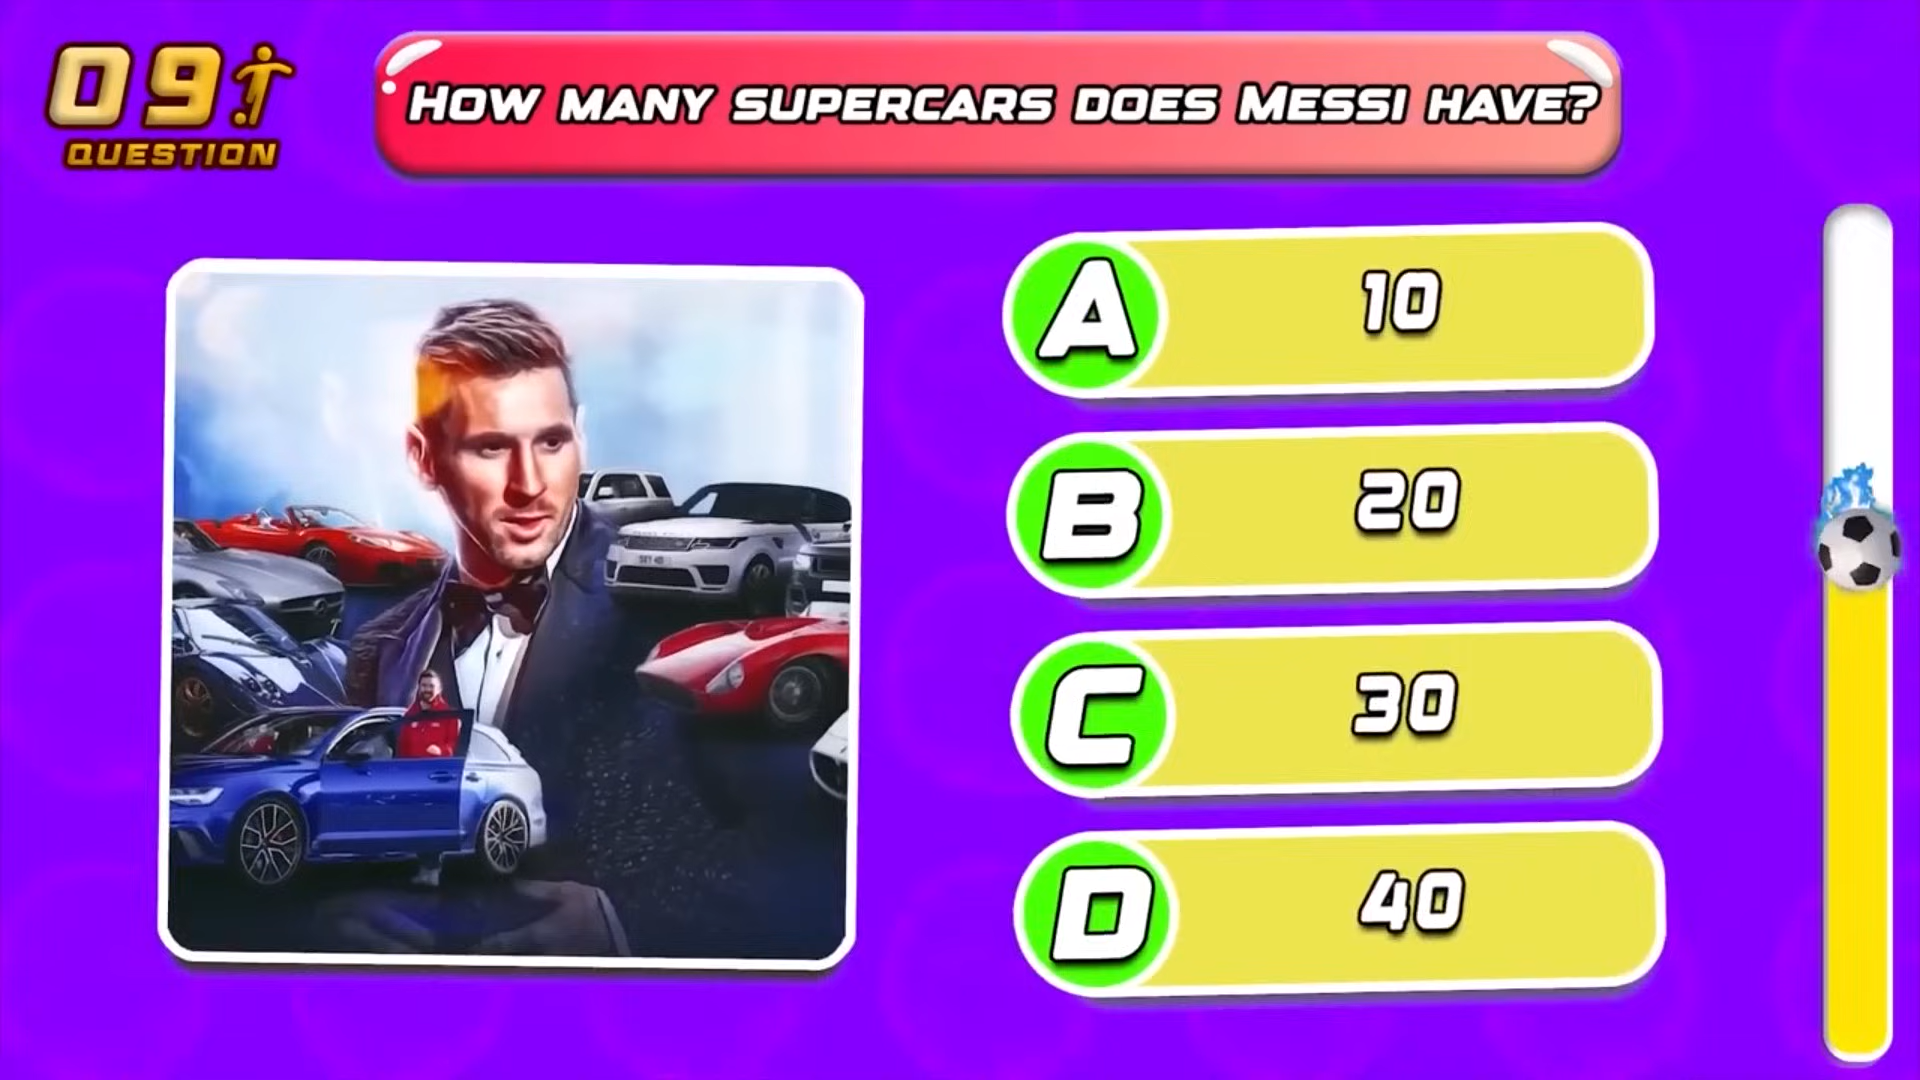 09
QUESTION
HOW MANY SUPERCARS DOES MESSI HAVE?
A 10
B 20
C 30
D 40